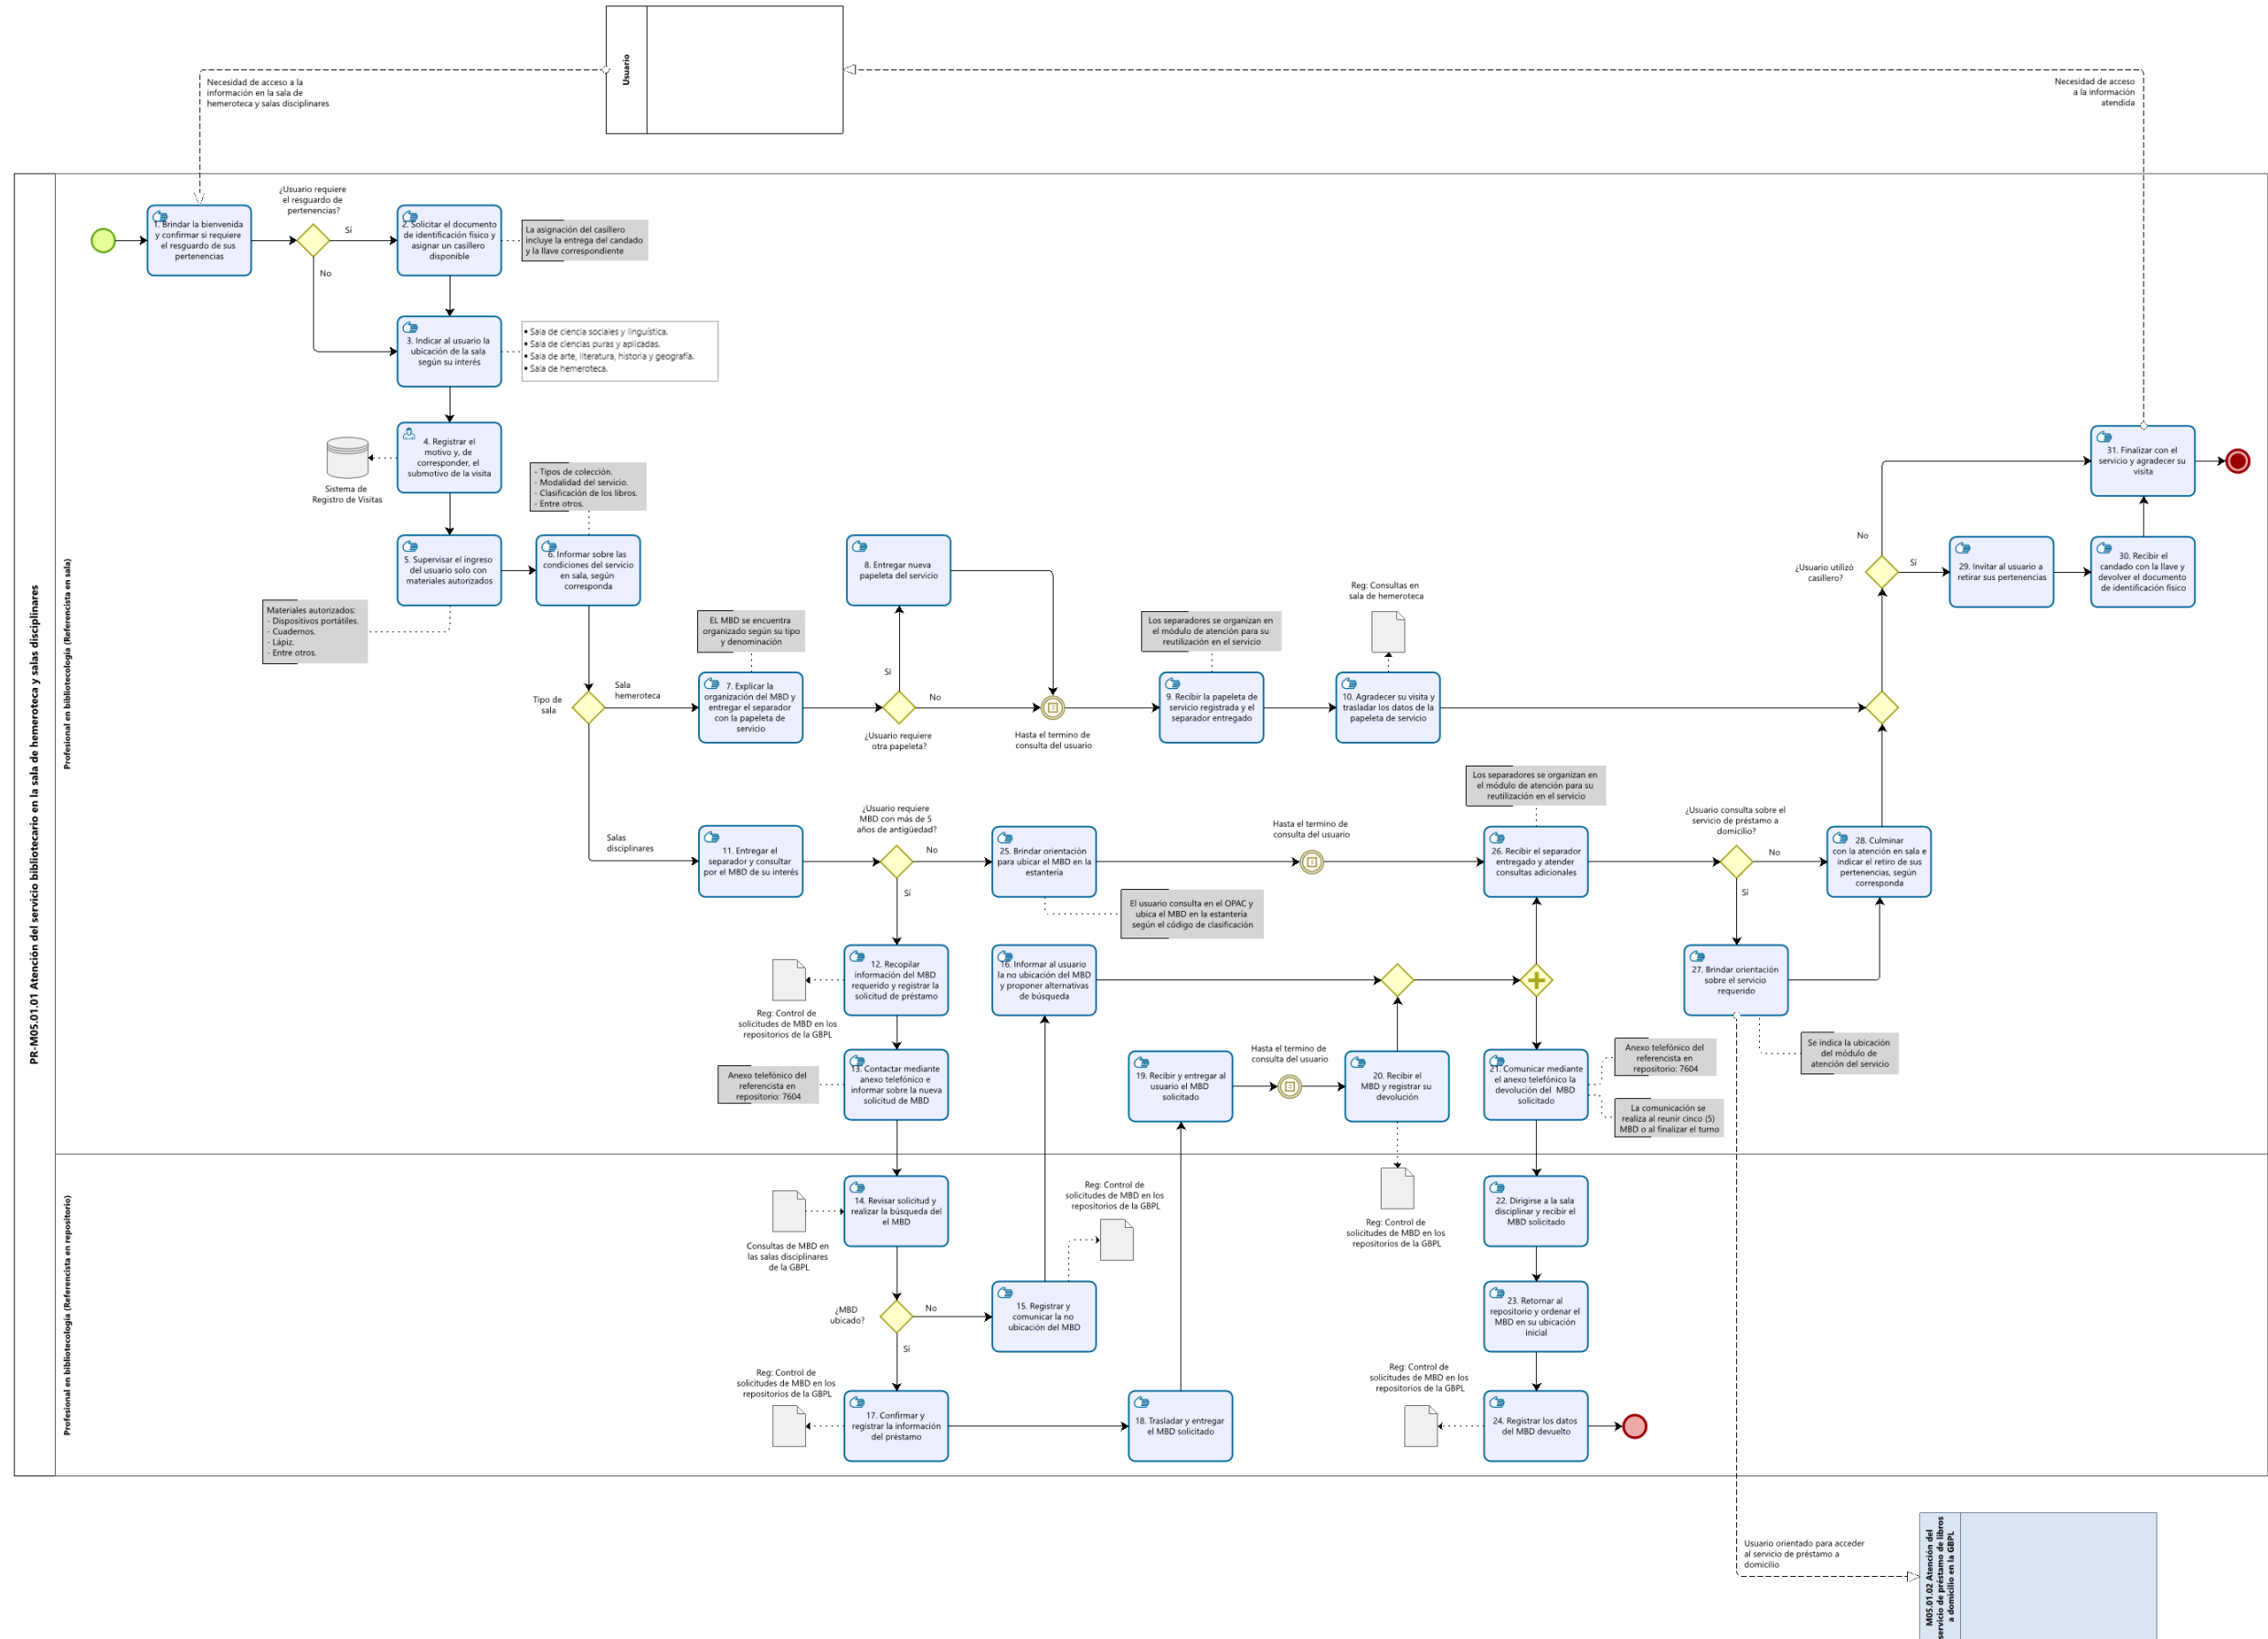 Usuario
Necesidad de acceso a la
información en la sala de
hemeroteca y salas disciplinares
Necesidad de acceso
a la información
atendida
PR-M05.01.01 Atención del servicio bibliotecario en la sala de hemeroteca y salas disciplinares
Profesional en bibliotecología (Referencista en sala)
1. Brindar la bienvenida
y confirmar si requiere
el resguardo de sus
pertenencias
¿Usuario requiere
el resguardo de
pertenencias?
Sí
No
2. Solicitar el documento
de identificación físico y
asignar un casillero
disponible
La asignación del casillero
incluye la entrega del candado
y la llave correspondiente
3. Indicar al usuario la
ubicación de la sala
según su interés
• Sala de ciencia sociales y linguística.
• Sala de ciencias puras y aplicadas.
• Sala de arte, literatura, historia y geografía.
• Sala de hemeroteca.
4. Registrar el
motivo y, de
corresponder, el
submotivo de la visita
Sistema de
Registro de Visitas
- Tipos de colección.
- Modalidad del servicio.
- Clasificación de los libros.
- Entre otros.
5. Supervisar el ingreso
del usuario solo con
materiales autorizados
6. Informar sobre las
condiciones del servicio
en sala, según
corresponda
Materiales autorizados:
- Dispositivos portátiles.
- Cuadernos.
- Lápiz.
- Entre otros.
Tipo de
sala
Sala
hemeroteca
EL MBD se encuentra
organizado según su tipo
y denominación
7. Explicar la
organización del MBD y
entregar el separador
con la papeleta de
servicio
8. Entregar nueva
papeleta del servicio
Sí
No
¿Usuario requiere
otra papeleta?
Hasta el termino de
consulta del usuario
Los separadores se organizan en
el módulo de atención para su
reutilización en el servicio
9. Recibir la papeleta de
servicio registrada y el
separador entregado
Reg: Consultas en
sala de hemeroteca
10. Agradecer su visita y
trasladar los datos de la
papeleta de servicio
¿Usuario utilizó
casillero?
No
Sí
29. Invitar al usuario a
retirar sus pertenencias
30. Recibir el
candado con la llave y
devolver el documento
de identificación físico
31. Finalizar con el
servicio y agradecer su
visita
Salas
disciplinares
11. Entregar el
separador y consultar
por el MBD de su interés
¿Usuario requiere
MBD con más de 5
años de antigüedad?
No
Sí
25. Brindar orientación
para ubicar el MBD en la
estantería
El usuario consulta en el OPAC y
ubica el MBD en la estantería
según el código de clasificación
Hasta el termino de
consulta del usuario
Los separadores se organizan en
el módulo de atención para su
reutilización en el servicio
26. Recibir el separador
entregado y atender
consultas adicionales
¿Usuario consulta sobre el
servicio de préstamo a
domicilio?
No
Sí
28. Culminar
con la atención en sala e
indicar el retiro de sus
pertenencias, según
corresponda
27. Brindar orientación
sobre el servicio
requerido
Se indica la ubicación
del módulo de
atención del servicio
12. Recopilar
información del MBD
requerido y registrar la
solicitud de préstamo
Reg: Control de
solicitudes de MBD en los
repositorios de la GBPL
13. Contactar mediante
anexo telefónico e
informar sobre la nueva
solicitud de MBD
Anexo telefónico del
referencista en
repositorio: 7604
16. Informar al usuario
la no ubicación del MBD
y proponer alternativas
de búsqueda
19. Recibir y entregar al
usuario el MBD
solicitado
Hasta el termino de
consulta del usuario
20. Recibir el
MBD y registrar su
devolución
21. Comunicar mediante
el anexo telefónico la
devolución del MBD
solicitado
Anexo telefónico del
referencista en
repositorio: 7604
La comunicación se
realiza al reunir cinco (5)
MBD o al finalizar el turno
Profesional en bibliotecología (Referencista en repositorio)
14. Revisar solicitud y
realizar la búsqueda del
el MBD
Consultas de MBD en
las salas disciplinares
de la GBPL
¿MBD
ubicado?
No
Sí
15. Registrar y
comunicar la no
ubicación del MBD
Reg: Control de
solicitudes de MBD en los
repositorios de la GBPL
Reg: Control de
solicitudes de MBD en los
repositorios de la GBPL
17. Confirmar y
registrar la información
del préstamo
18. Trasladar y entregar
el MBD solicitado
Reg: Control de
solicitudes de MBD en los
repositorios de la GBPL
22. Dirigirse a la sala
disciplinar y recibir el
MBD solicitado
23. Retornar al
repositorio y ordenar el
MBD en su ubicación
inicial
Reg: Control de
solicitudes de MBD en los
repositorios de la GBPL
24. Registrar los datos
del MBD devuelto
Usuario orientado para acceder
al servicio de préstamo a
domicilio
M05.01.02 Atención del
servicio de préstamo de libros
a domicilio en la GBPL